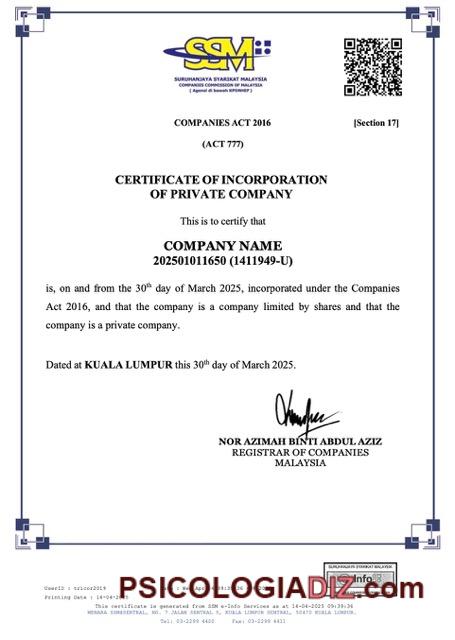 SSM
SURUHANJAYA SYARIKAT MALAYSIA
COMPANIES COMMISSION OF MALAYSIA
( Agensi di bawah KPDNHEP )
COMPANIES ACT 2016 [Section 17]
(ACT 777)
CERTIFICATE OF INCORPORATION
OF PRIVATE COMPANY
This is to certify that
COMPANY NAME
202501011650 (1411949-U)
is, on and from the 30th day of March 2025, incorporated under the Companies
Act 2016, and that the company is a company limited by shares and that the
company is a private company.
Dated at KUALA LUMPUR this 30th day of March 2025.
NOR AZIMAH BINTI ABDUL AZIZ
REGISTRAR OF COMPANIES
MALAYSIA
SURUHANJAYA SYARIKAT MALAYSIA
Info
UserID : tricor2019
PSICOLOGIADIZ.com
Printing Date : 14-04-2025
This certificate is generated from SSM e-Info Services as at 14-04-2025 09:39:34
MENARA SSM@SENTRAL, NO 7 JALAN SENTRAL 5, KUALA LUMPUR SENTRAL, 50470 KUALA LUMPUR.
Tel: 03-2299 4400 Fax: 03-2299 4411